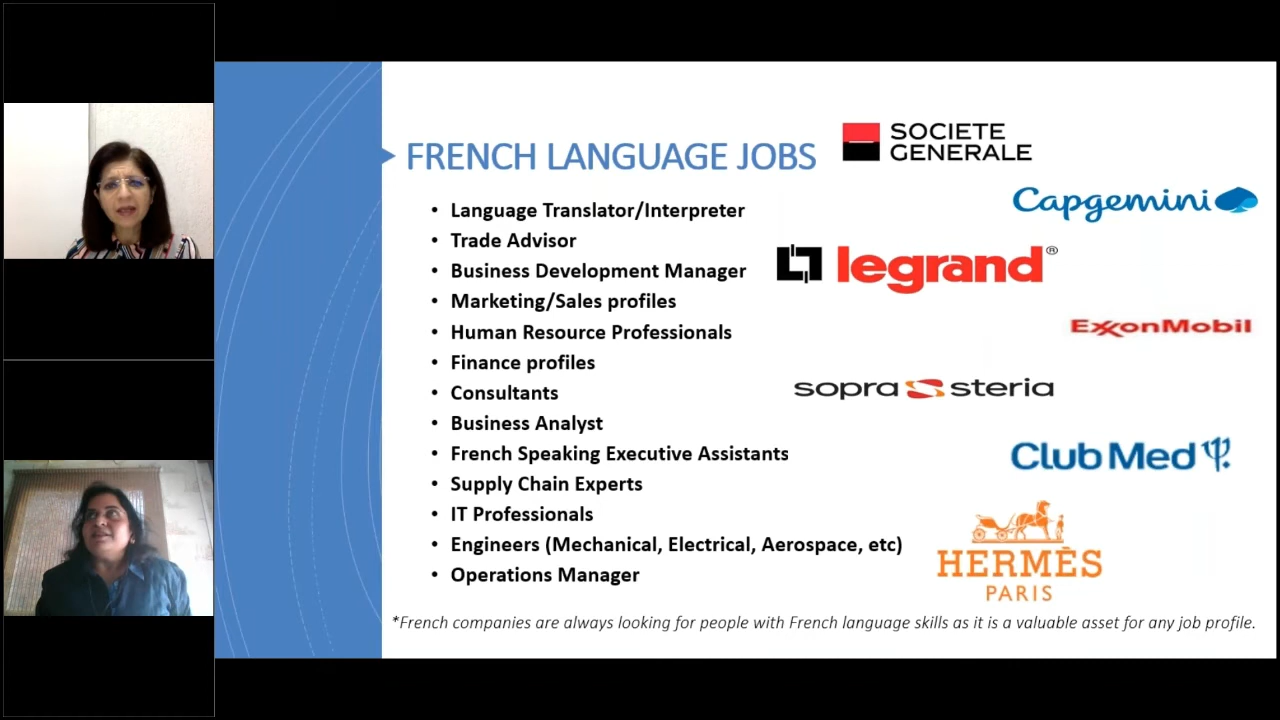 FRENCH LANGUAGE JOBS
• Language Translator/Interpreter
• Trade Advisor
• Business Development Manager
• Marketing/Sales profiles
• Human Resource Professionals
• Finance profiles
• Consultants
• Business Analyst
• French Speaking Executive Assistants
• Supply Chain Experts
• IT Professionals
• Engineers (Mechanical, Electrical, Aerospace, etc)
• Operations Manager
SOCIETE
GENERALE
Capgemini
legrand®
ExxonMobil
sopra steria
Club Med
HERMÈS
PARIS
*French companies are always looking for people with French language skills as it is a valuable asset for any job profile.